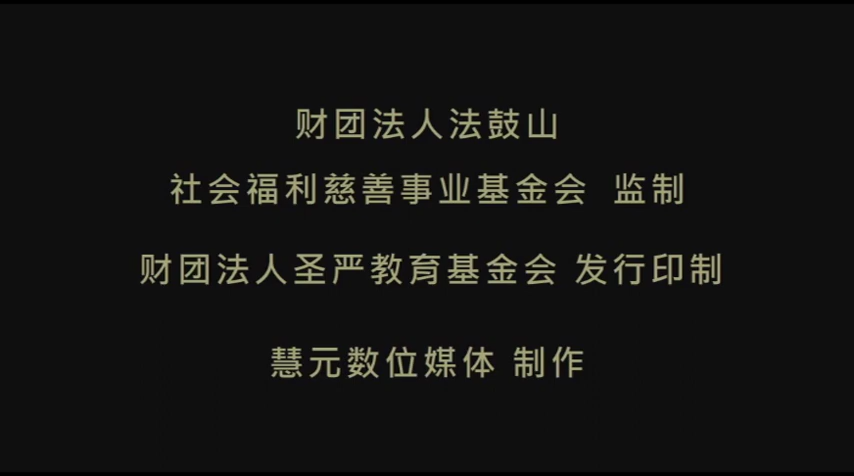 财团法人法鼓山
社会福利慈善事业基金会 监制
财团法人圣严教育基金会 发行印制
慧元数位媒体 制作